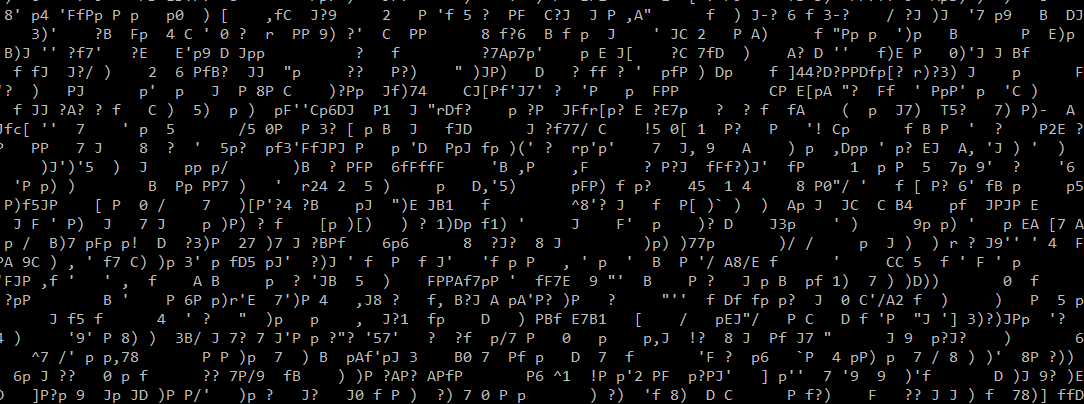 8' p4 'FfPp P p   p0  ) [    ,fC  J?9     2    P 'f 5 ?  PF  C?J  J P ,A"       f  ) J-? 6 f 3-?   / ?J )J  '7 p9   B  DJ
    3)'     ?B  Fp  4 C ' 0 ?  r  PP 9) ?'  C  PP       8 f?6  B f p  J    ' JC 2   P A)      f "Pp p  ')p   B      P  E)p
B)J '' ?f7'   ?E   E'p9 D Jpp         ?    f          ?7Ap7p'    p E J[     ?C 7fD  )     A? D ''   f)E P   0)'J J Bf
  f fJ  J?/ )     2  6 PfB?  JJ  "p      ??   P?)     " )JP)   D   ? ff ? '  pfP ) Dp    f ]44?D?PPDfp[? r)?3) J    p     F
'?  )   PJ       p'  p    J  P 8P C    )?Pp  Jf)74    CJ[Pf'J7' ?  'P   p  FPP           CP E[pA "?  Ff  ' PpP' p  'C )
  f JJ ?A? ? f   C )  5)  p )   pF''Cp6DJ  P1  J "rDf?   p ?P  JFfr[p? E ?E7p   ? ?  f  fA    (   p  J7)  T5?  7) P)-  A
Jfc[ ''  7    ' p  5        /5 0P  P 3? [ p B  J   fJD       J ?f77/ C    !5 0[ 1  P?   P    '! Cp      f B P  '  ?    P2E ?
P   PP   7 J    8  ?  '  5p?  pf3'FfJPJ P   p 'D  PpJ fp )(' ?  rp'p'    7  J, 9   A    ) p  ,Dpp ' p? EJ  A, 'J ) '  )
    )J')'5  )   J    pp p/       )B  ? PFP  6fFffF      'B ,P     ,F      ? P?J  fFf?)J'  fP     1   p P  5  7p 9'  ?    '6
 'P p) )        B  Pp PP7 )   ' r24 2  5 )     p   D,'5)      pFP) f p?    45  1 4     8 P0"/ '   f [ P? 6' fB p      p5
P)f5JP    [ P  0 /    7  )[P'?4 ?B    pJ  ")E JB1   f         ^8'? J  f  P[ )` )  )  Ap J  JC  C B4    pf  JPJP E
 J F ' P)  J   7 J    p )P) ? f   [p )[)   ) ? 1)Dp f1) '      J     F'  p      )? D    J3p    ' )      9p p) '  p EA [7 A
p /  B)7 pFp p!  D  ?3)P  27 )7 J ?BPf   6p6      8  ?J? 8 J         )p) )77p       )/ /     p  J )  ) r ? J9'' ' 4  F
PA 9C ) , ' f7 C) )p 3' p fD5 pJ'  ?)J ' f  P  f J'   'f p P   , ' p  '  B  P '/ A8/E f      '   CC 5  f ' F ' p
'FJP ,f '  ' ,  f    A B      p  ? 'JB  5  )    FPPAf7pP '  fF7E  9 "'  B    P ?   J p B  pf 1)  7 ) )D))       0  f
 ?pP        B '    P 6P p)r'E  7')P 4   ,J8 ?   f, B?J A pA'P? )P   ?     "''  f Df fp p?  J  0 C'/A2 f   )      )   P  5 p
      J f5 f     4   ' ?   "  )p   p    ,  J?1  fp    D   ) PBf E7B1    [     /   pEJ"/   P C   D f 'P  "J '] 3)?)JPp  '?
4 )      '9' P 8) )  3B/ J 7? 7 J'P p ?"? '57'   ?   ?f  p/7 P   0   p     p,J  !? 8 J  Pf J7 "       J 9  p?J?      )      6
    ^7 /' p p,78       P P )p  7  ) B  pAf'pJ 3    B0 7  Pf p   D  7  f       'F ?  p6   `P  4 pP) p  7 / 8 ) )'  8P ?))
  6p J ??   0 p f      ?? 7P/9  fB    )  )P ?AP? APfP       P6 ^1   !P p'2 PF  p?PJ'   ] p''  7 '9 9   )'f       D )J 9? )E
D   ]P?p 9   Jp JD )P P/'    )p ?   J?   J0 f P )   ?) 7 0 P p         ) ?)   'f 8)  D C      P f?)    F    ?? J J ) f  78)] ffD